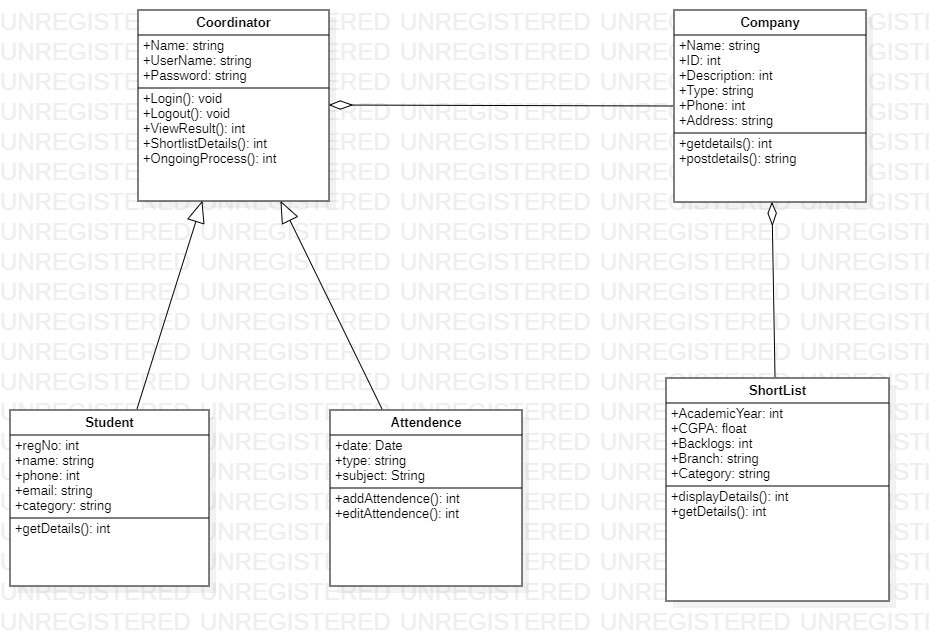 Coordinator
+Name: string
+UserName: string
+Password: string
+Login(): void
+Logout(): void
+ViewResult(): int
+ShortlistDetails(): int
+OngoingProcess(): int
Company
+Name: string
+ID: int
+Description: int
+Type: string
+Phone: int
+Address: string
+getdetails(): int
+postdetails(): string
Student
+regNo: int
+name: string
+phone: int
+email: string
+category: string
+getDetails(): int
Attendence
+date: Date
+type: string
+subject: String
+addAttendence(): int
+editAttendence(): int
ShortList
+AcademicYear: int
+CGPA: float
+Backlogs: int
+Branch: string
+Category: string
+displayDetails(): int
+getDetails(): int
UNREGISTERED